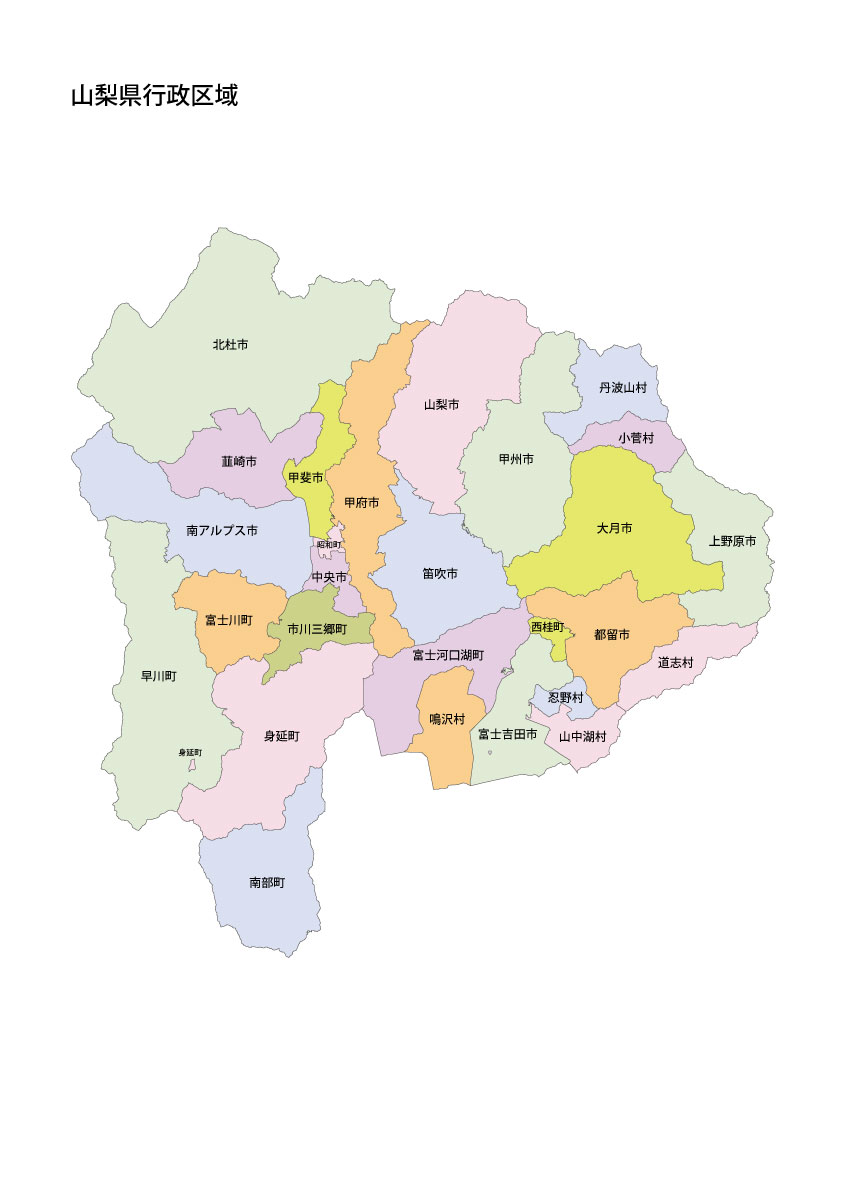 山梨県行政区域
北杜市
丹波山村
山梨市
小菅村
甲州市
韮崎市
甲斐市
甲府市
大月市
南アルプス市
上野原市
昭和町
笛吹市
中央市
富士川町
市川三郷町
西桂町
都留市
富士河口湖町
道志村
早川町
忍野村
鳴沢村
身延町
富士吉田市
山中湖村
身延町
南部町